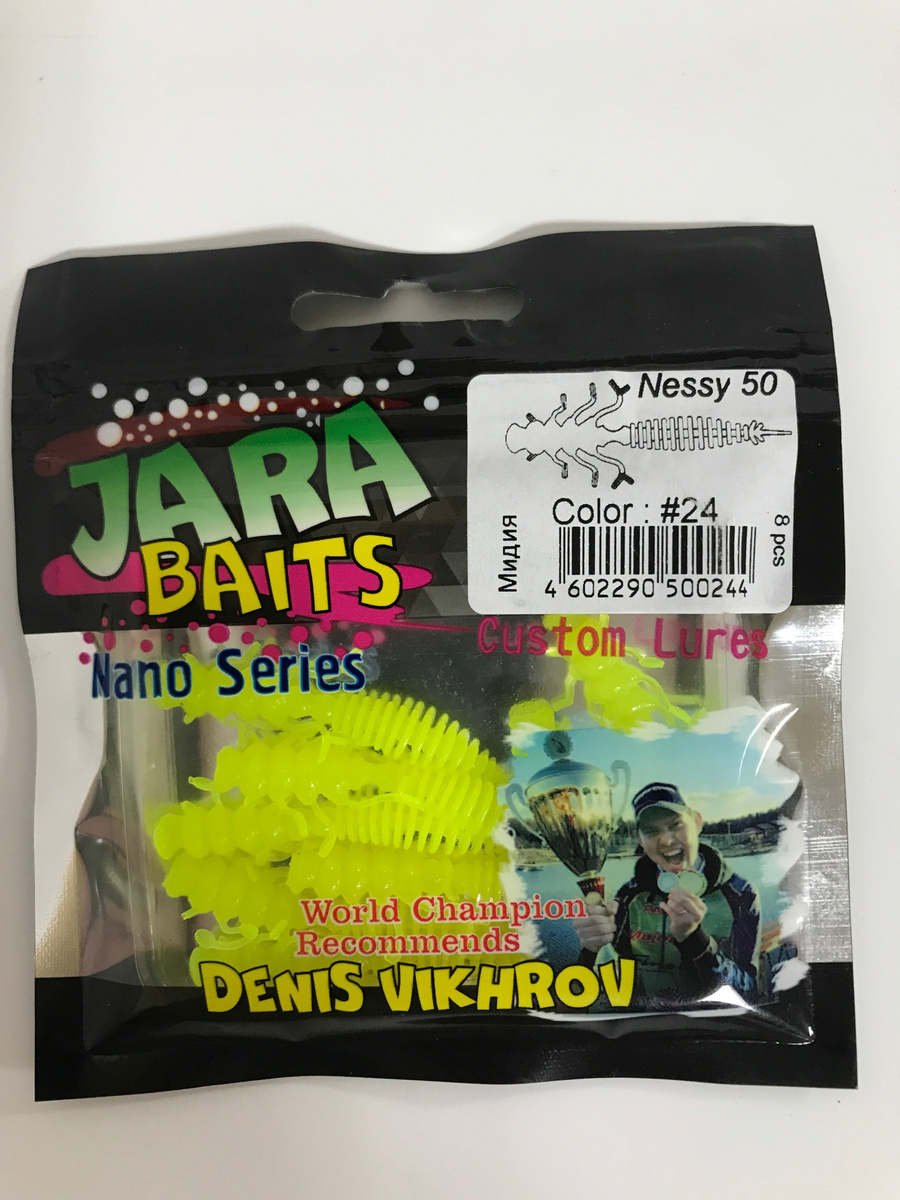 JARA
BAITS
Nano Series
Nessy 50
Color : #24
Мидия
8 pcs
4 602290 500244
Custom Lures
World Champion
Recommends
DENIS VIKHROV